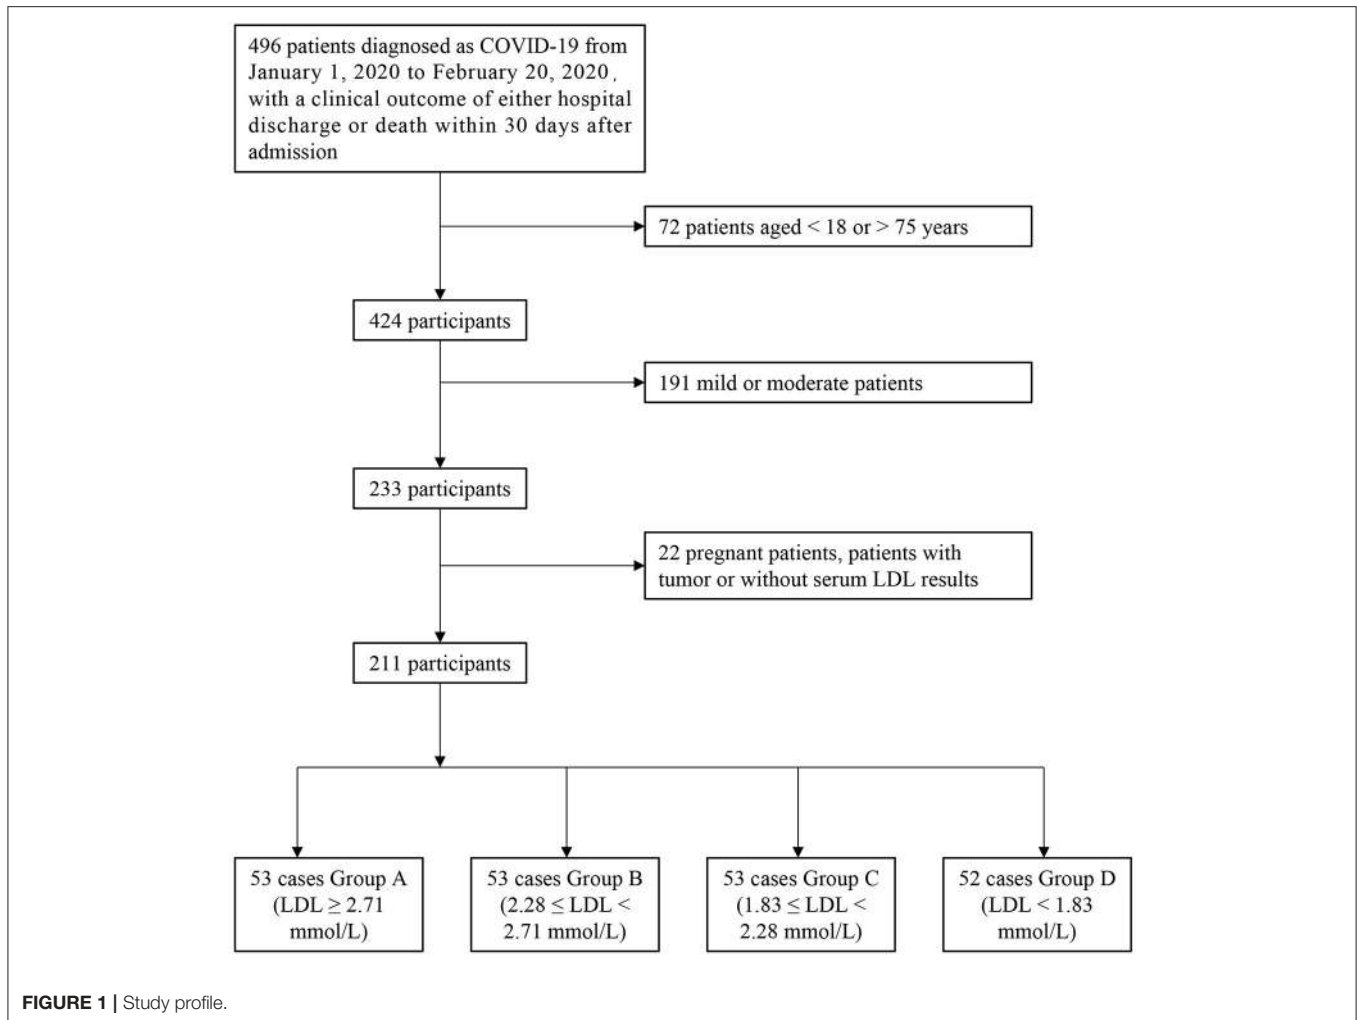 496 patients diagnosed as COVID-19 from
January 1, 2020 to February 20, 2020 ,
with a clinical outcome of either hospital
discharge or death within 30 days after
admission
72 patients aged < 18 or > 75 years
424 participants
191 mild or moderate patients
233 participants
22 pregnant patients, patients with
tumor or without serum LDL results
211 participants
53 cases Group A
(LDL ≥ 2.71
mmol/L)
53 cases Group B
(2.28 ≤ LDL <
2.71 mmol/L)
53 cases Group C
(1.83 ≤ LDL <
2.28 mmol/L)
52 cases Group D
(LDL < 1.83
mmol/L)
FIGURE 1 | Study profile.